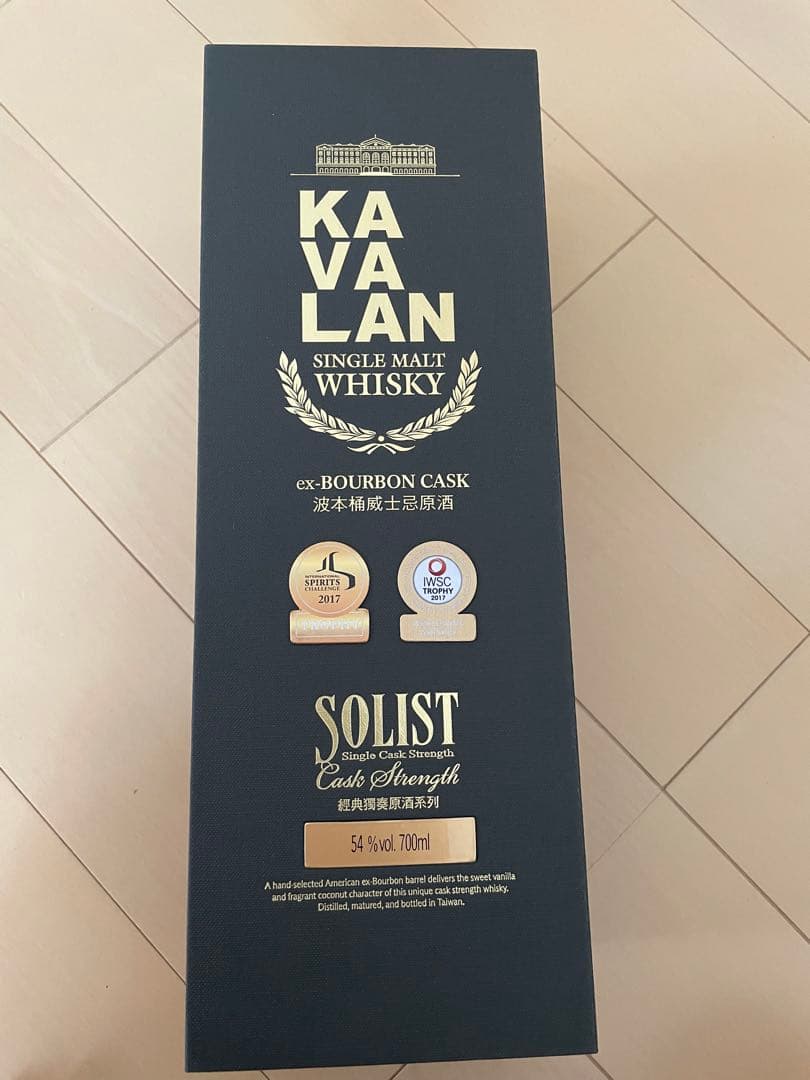 KA
VA
LAN
SINGLE MALT
WHISKY
ex-BOURBON CASK
波本桶威士忌原酒
INTERNATIONAL
SPIRITS
CHALLENGE
2017
IWSC
TROPHY
2017
SOLIST
Single Cask Strength
Cask Strength
經典獨奏原酒系列
54 %vol. 700ml
A hand-selected American ex-Bourbon barrel delivers the sweet vanilla
and fragrant coconut character of this unique cask strength whisky.
Distilled, matured, and bottled in Taiwan.